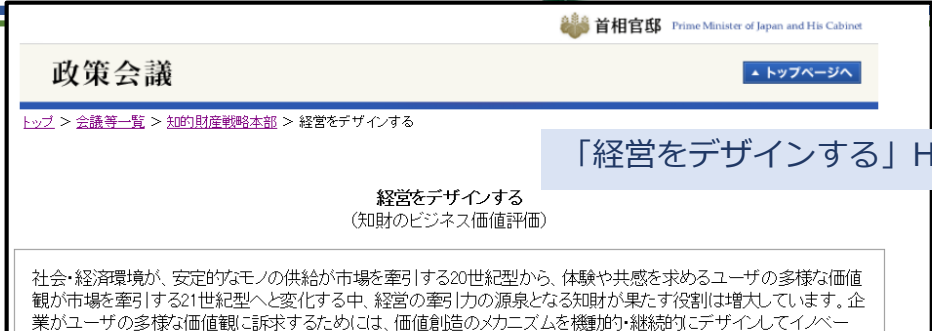 首相官邸 Prime Minister of Japan and His Cabinet
政策会議
▲ トップページへ
トップ > 会議等一覧 > 知的財産戦略本部 > 経営をデザインする
「経営をデザインする」H
経営をデザインする
(知財のビジネス価値評価)
社会・経済環境が、安定的なモノの供給が市場を牽引する20世紀型から、体験や共感を求めるユーザの多様な価値
観が市場を牽引する21世紀型へと変化する中、経営の牽引力の源泉となる知財が果たす役割は増大しています。企
業がユーザの多様な価値観に訴求するためには、価値創造のメカニズムを機動的・継続的にデザインしてイノベー